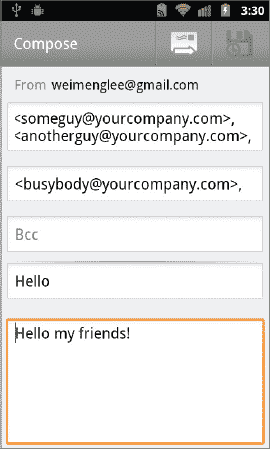 3:30
Compose
From weimenglee@gmail.com
<someguy@yourcompany.com>,
<anotherguy@yourcompany.com>,
<busybody@yourcompany.com>,
Bcc
Hello
Hello my friends!